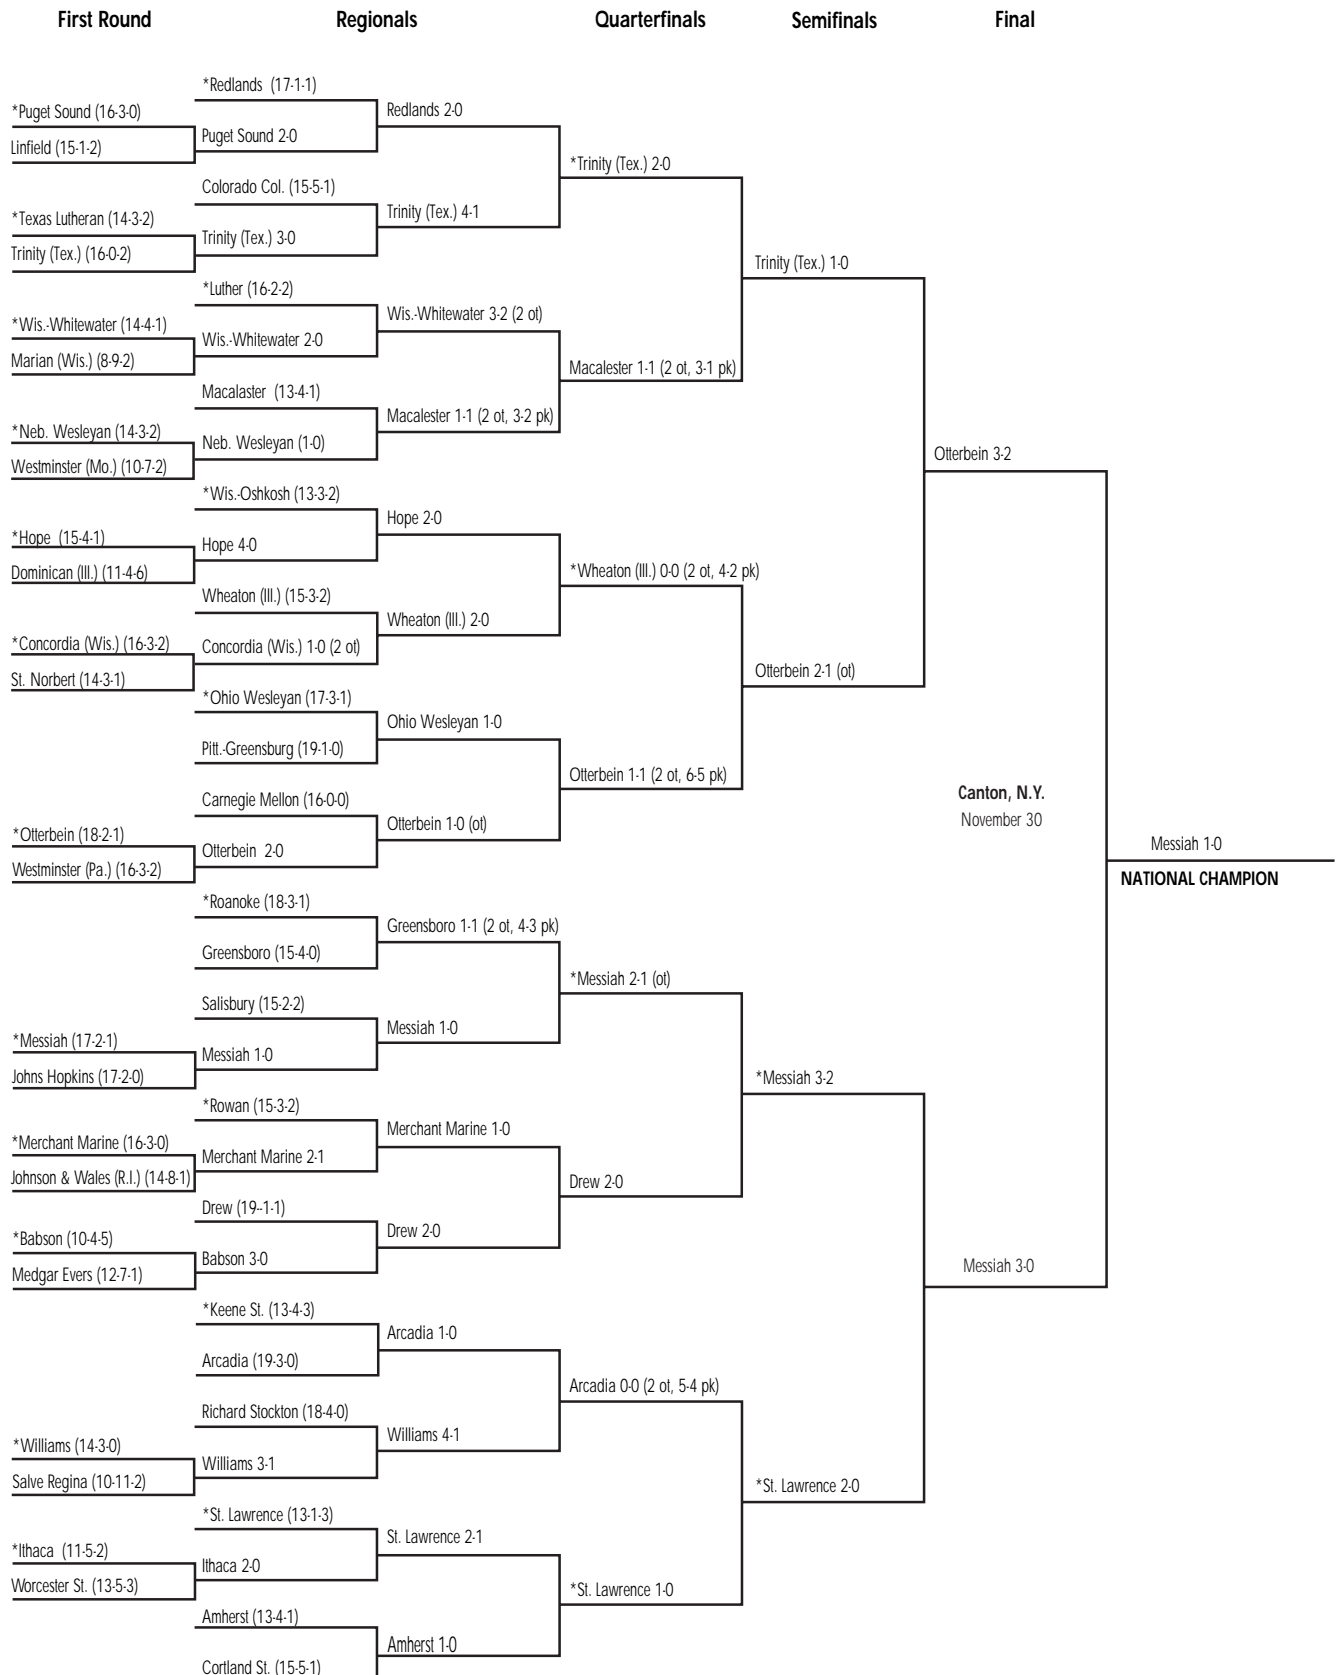 First Round
Regionals
Quarterfinals
Semifinals
Final
*Puget Sound (16-3-0)
Linfield (15-1-2)
*Texas Lutheran (14-3-2)
Trinity (Tex.) (16-0-2)
*Wis.-Whitewater (14-4-1)
Marian (Wis.) (8-9-2)
*Neb. Wesleyan (14-3-2)
Westminster (Mo.) (10-7-2)
*Hope (15-4-1)
Dominican (Ill.) (11-4-6)
*Concordia (Wis.) (16-3-2)
St. Norbert (14-3-1)
*Otterbein (18-2-1)
Westminster (Pa.) (16-3-2)
*Messiah (17-2-1)
Johns Hopkins (17-2-0)
*Merchant Marine (16-3-0)
Johnson & Wales (R.I.) (14-8-1)
*Babson (10-4-5)
Medgar Evers (12-7-1)
*Williams (14-3-0)
Salve Regina (10-11-2)
*Ithaca (11-5-2)
Worcester St. (13-5-3)
*Redlands (17-1-1)
Puget Sound 2-0
Colorado Col. (15-5-1)
Trinity (Tex.) 3-0
*Luther (16-2-2)
Wis.-Whitewater 2-0
Macalaster (13-4-1)
Neb. Wesleyan (1-0)
*Wis.-Oshkosh (13-3-2)
Hope 4-0
Wheaton (Ill.) (15-3-2)
Concordia (Wis.) 1-0 (2 ot)
*Ohio Wesleyan (17-3-1)
Pitt.-Greensburg (19-1-0)
Carnegie Mellon (16-0-0)
Otterbein 2-0
*Roanoke (18-3-1)
Greensboro (15-4-0)
Salisbury (15-2-2)
Messiah 1-0
*Rowan (15-3-2)
Merchant Marine 2-1
Drew (19--1-1)
Babson 3-0
*Keene St. (13-4-3)
Arcadia (19-3-0)
Richard Stockton (18-4-0)
Williams 3-1
*St. Lawrence (13-1-3)
Ithaca 2-0
Amherst (13-4-1)
Cortland St. (15-5-1)
Redlands 2-0
Trinity (Tex.) 4-1
Wis.-Whitewater 3-2 (2 ot)
Macalester 1-1 (2 ot, 3-2 pk)
Hope 2-0
Wheaton (Ill.) 2-0
Ohio Wesleyan 1-0
Otterbein 1-0 (ot)
Greensboro 1-1 (2 ot, 4-3 pk)
Messiah 1-0
Merchant Marine 1-0
Drew 2-0
Arcadia 1-0
Williams 4-1
St. Lawrence 2-1
Amherst 1-0
*Trinity (Tex.) 2-0
Macalester 1-1 (2 ot, 3-1 pk)
*Wheaton (Ill.) 0-0 (2 ot, 4-2 pk)
Otterbein 1-1 (2 ot, 6-5 pk)
*Messiah 2-1 (ot)
Drew 2-0
Arcadia 0-0 (2 ot, 5-4 pk)
*St. Lawrence 1-0
Trinity (Tex.) 1-0
Otterbein 2-1 (ot)
*Messiah 3-2
*St. Lawrence 2-0
Otterbein 3-2
Canton, N.Y.
November 30
Messiah 3-0
Messiah 1-0
NATIONAL CHAMPION